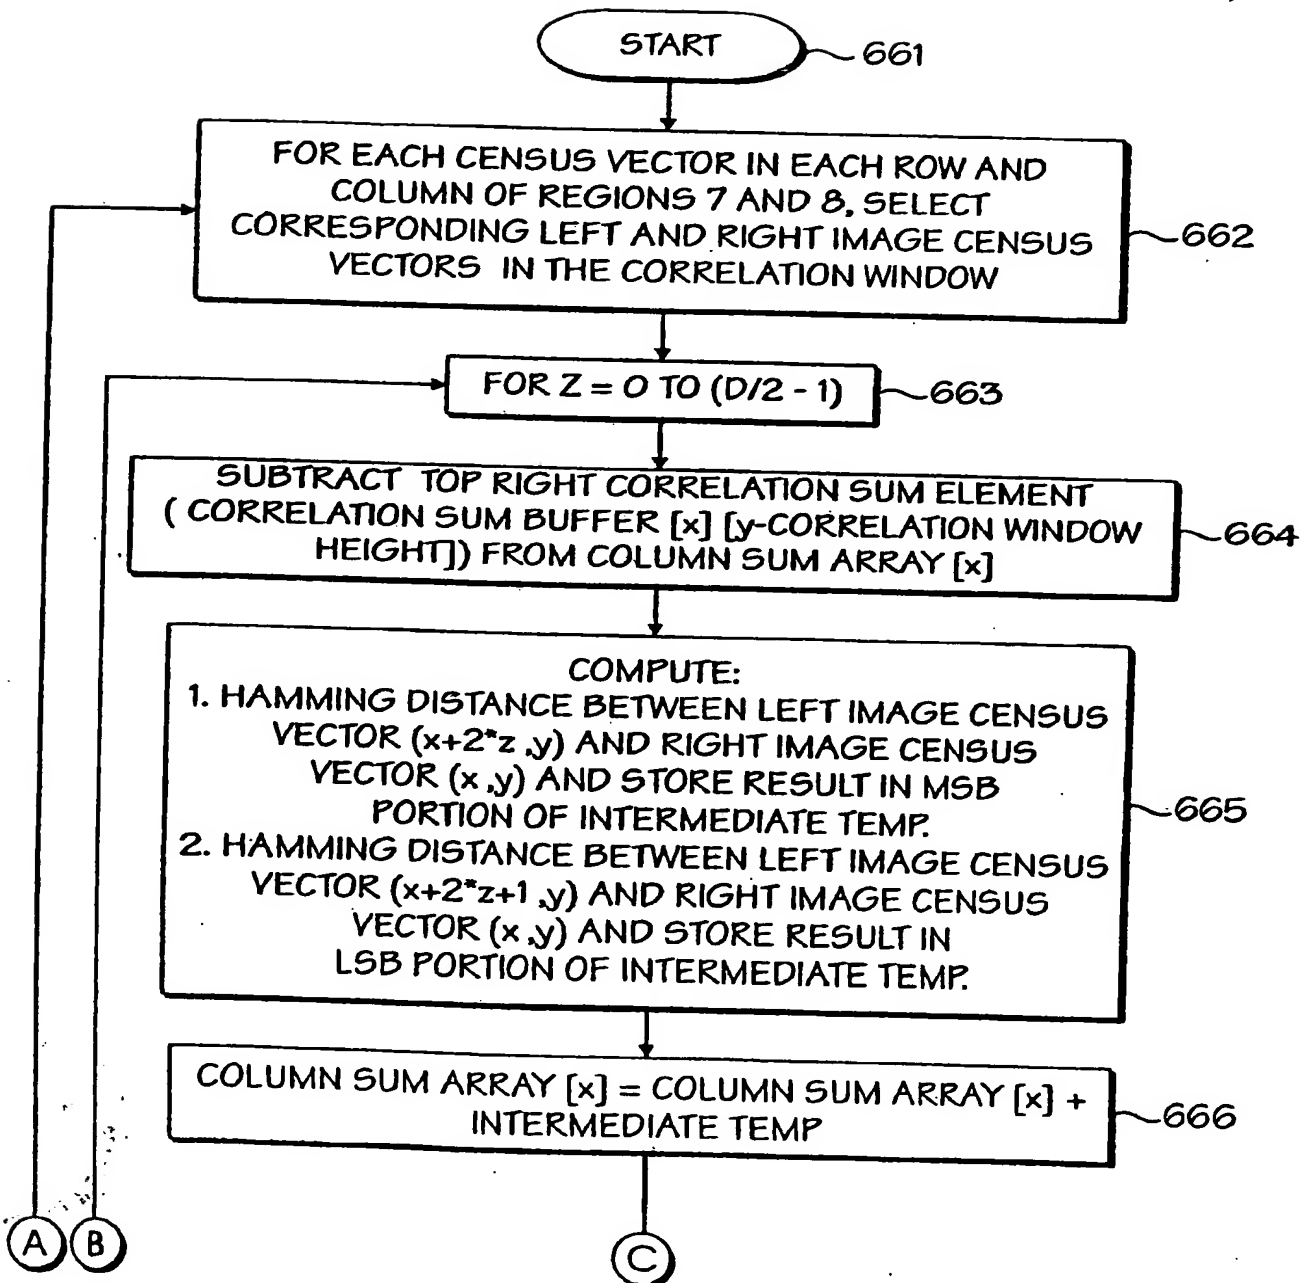 START
661
FOR EACH CENSUS VECTOR IN EACH ROW AND
COLUMN OF REGIONS 7 AND 8, SELECT
CORRESPONDING LEFT AND RIGHT IMAGE CENSUS
VECTORS IN THE CORRELATION WINDOW
662
FOR Z = 0 TO (D/2 - 1)
663
SUBTRACT TOP RIGHT CORRELATION SUM ELEMENT
( CORRELATION SUM BUFFER [x] [y-CORRELATION WINDOW
HEIGHT]) FROM COLUMN SUM ARRAY [x]
664
COMPUTE:
1. HAMMING DISTANCE BETWEEN LEFT IMAGE CENSUS
VECTOR (x+2*z ,y) AND RIGHT IMAGE CENSUS
VECTOR (x ,y) AND STORE RESULT IN MSB
PORTION OF INTERMEDIATE TEMP.
2. HAMMING DISTANCE BETWEEN LEFT IMAGE CENSUS
VECTOR (x+2*z+1 ,y) AND RIGHT IMAGE CENSUS
VECTOR (x ,y) AND STORE RESULT IN
LSB PORTION OF INTERMEDIATE TEMP.
665
COLUMN SUM ARRAY [x] = COLUMN SUM ARRAY [x] +
INTERMEDIATE TEMP
666
A
B
C